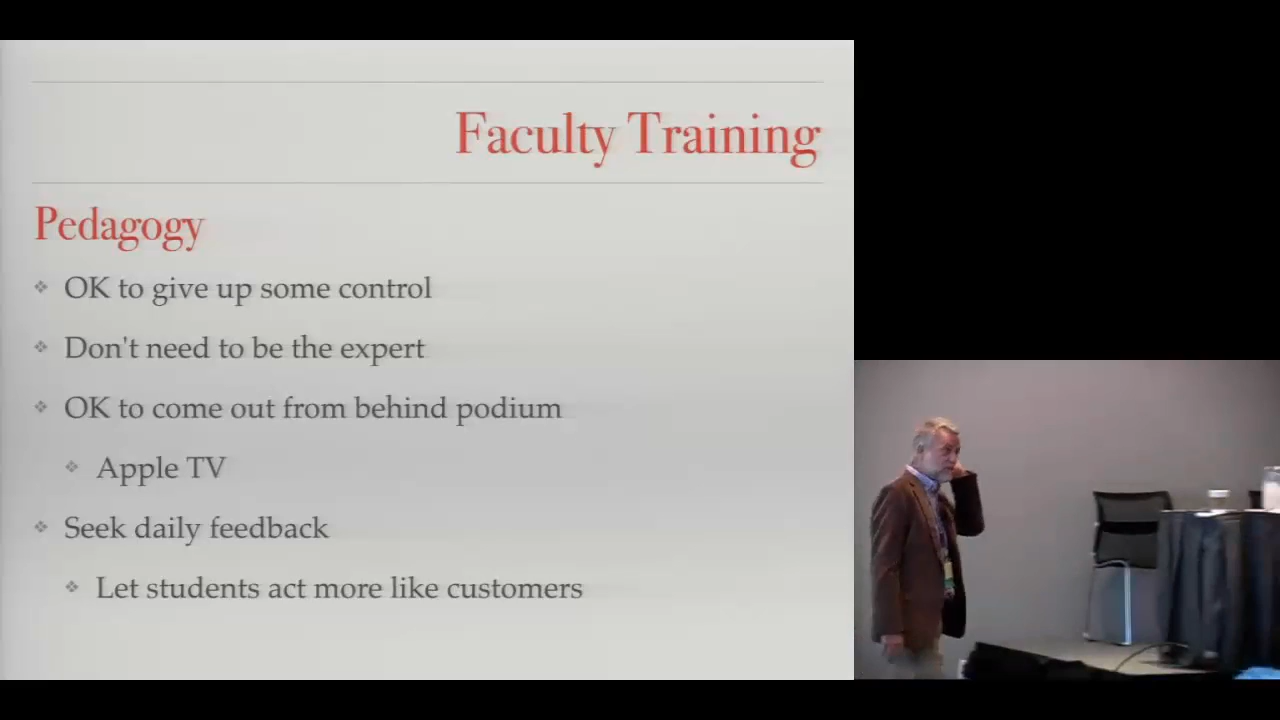 Faculty Training
Pedagogy
OK to give up some control
Don't need to be the expert
OK to come out from behind podium
Apple TV
Seek daily feedback
Let students act more like customers